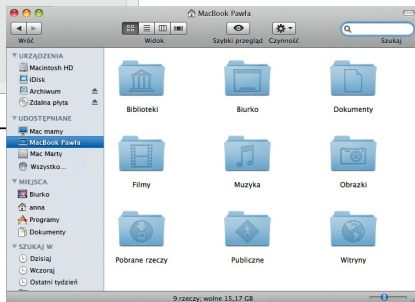 MacBook Pawła
Wróć
Widok
Szybki przegląd
Czynność
Szukaj
URZĄDZENIA
Macintosh HD
iDisk
Archiwum
Zdalna płyta
UDOSTĘPNIANE
Mac mamy
MacBook Pawła
Mac Marty
Wszystko...
MIEJSCA
Biurko
anna
Programy
Dokumenty
SZUKAJ W
Dzisiaj
Wczoraj
Ostatni tydzień
Biblioteki
Biurko
Dokumenty
Filmy
Muzyka
Obrazki
Pobrane rzeczy
Publiczne
Witryny
9 rzeczy; wolne 15,17 GB